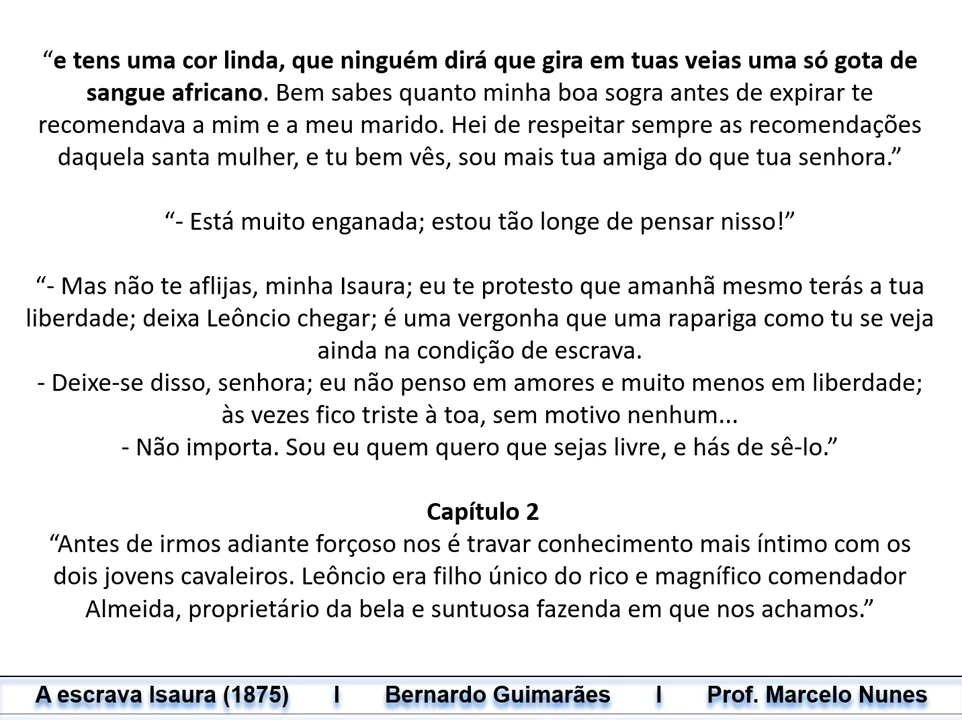 “e tens uma cor linda, que ninguém dirá que gira em tuas veias uma só gota de
sangue africano. Bem sabes quanto minha boa sogra antes de expirar te
recomendava a mim e a meu marido. Hei de respeitar sempre as recomendações
daquela santa mulher, e tu bem vês, sou mais tua amiga do que tua senhora.”
“- Está muito enganada; estou tão longe de pensar nisso!”
“- Mas não te aflijas, minha Isaura; eu te protesto que amanhã mesmo terás a tua
liberdade; deixa Leôncio chegar; é uma vergonha que uma rapariga como tu se veja
ainda na condição de escrava.
- Deixe-se disso, senhora; eu não penso em amores e muito menos em liberdade;
às vezes fico triste à toa, sem motivo nenhum...
- Não importa. Sou eu quem quero que sejas livre, e hás de sê-lo.”
Capítulo 2
“Antes de irmos adiante forçoso nos é travar conhecimento mais íntimo com os
dois jovens cavaleiros. Leôncio era filho único do rico e magnífico comendador
Almeida, proprietário da bela e suntuosa fazenda em que nos achamos.”
A escrava Isaura (1875) I Bernardo Guimarães I Prof. Marcelo Nunes